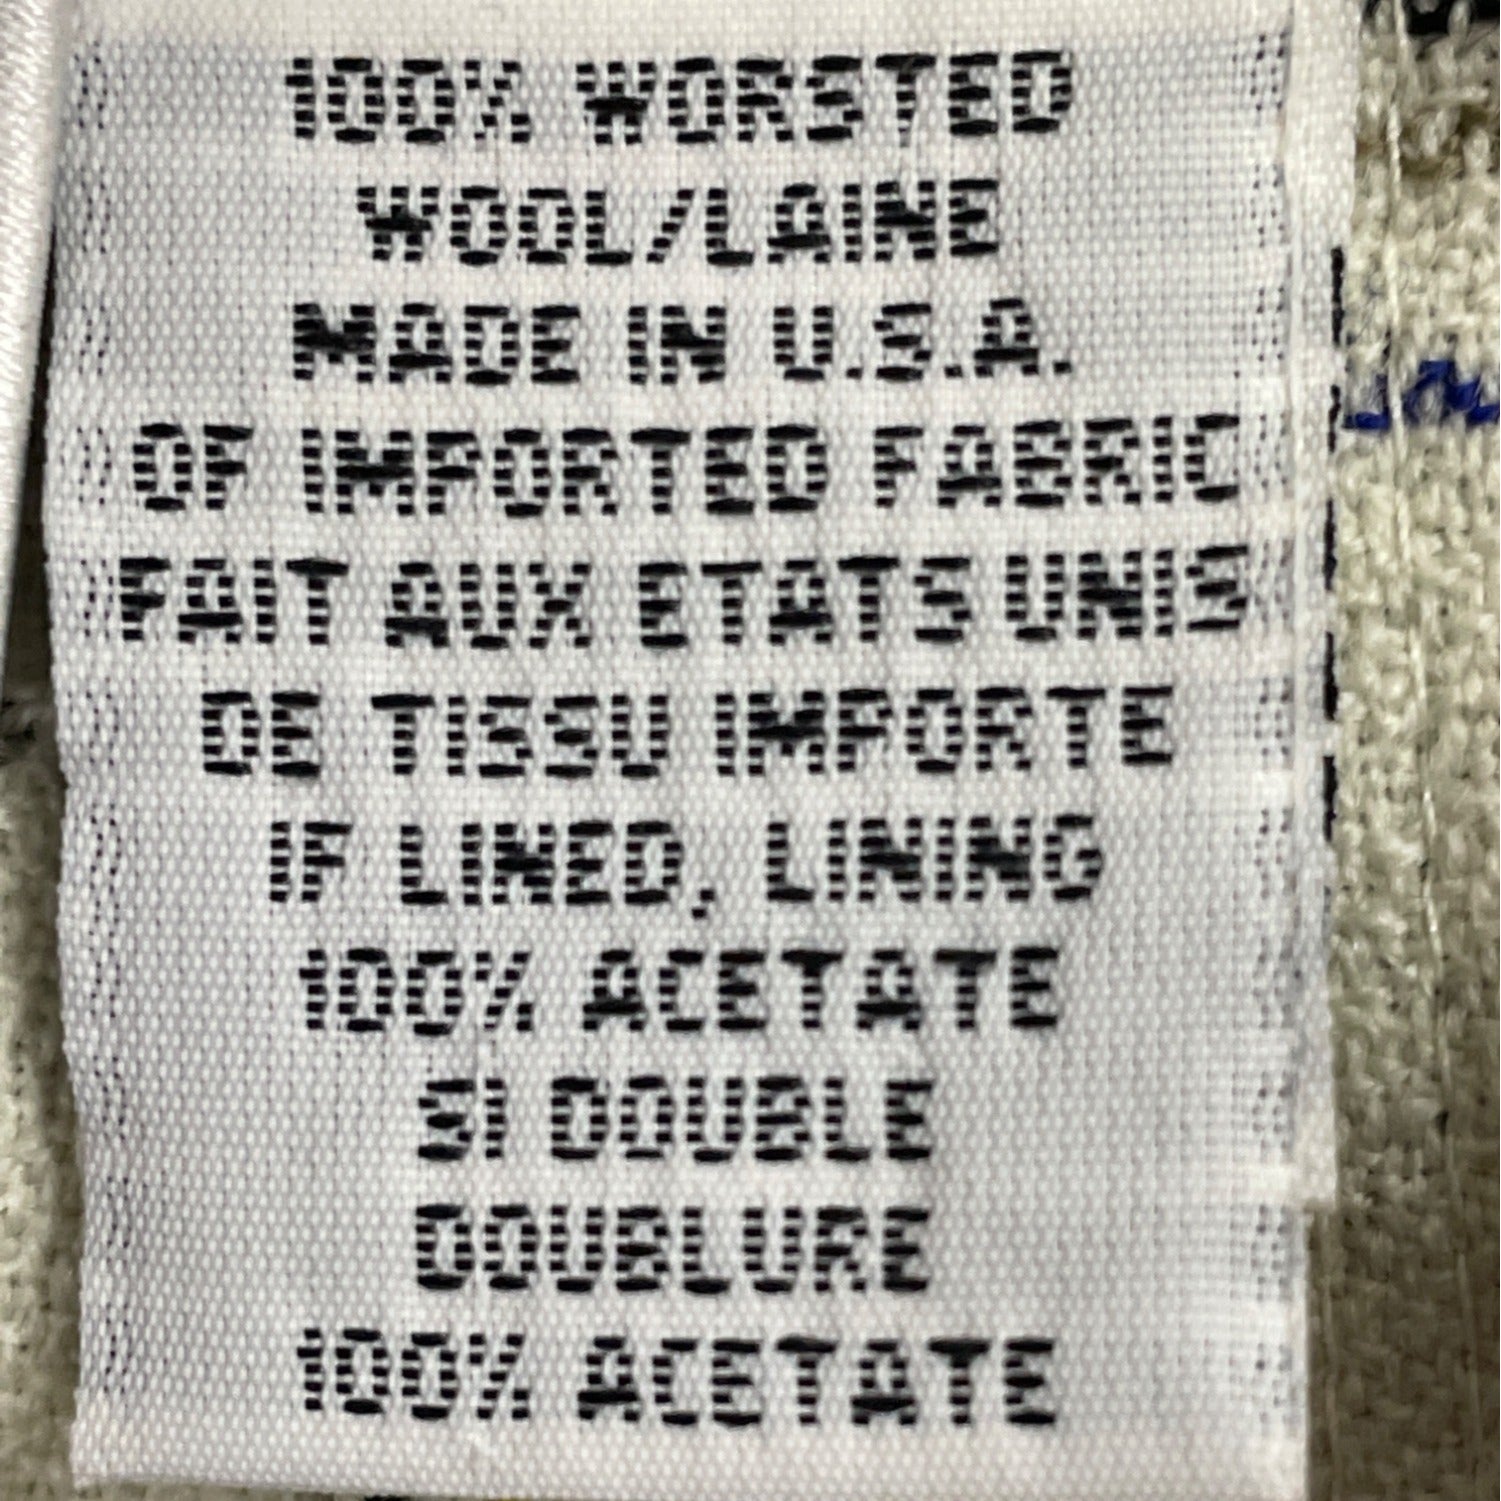 100% WORSTED
WOOL/LAINE
MADE IN U.S.A.
OF IMPORTED FABRIC
FAIT AUX ETATS UNIS
DE TISSU IMPORTE
IF LINED, LINING
100% ACETATE
SI DOUBLE
DOUBLURE
100% ACETATE